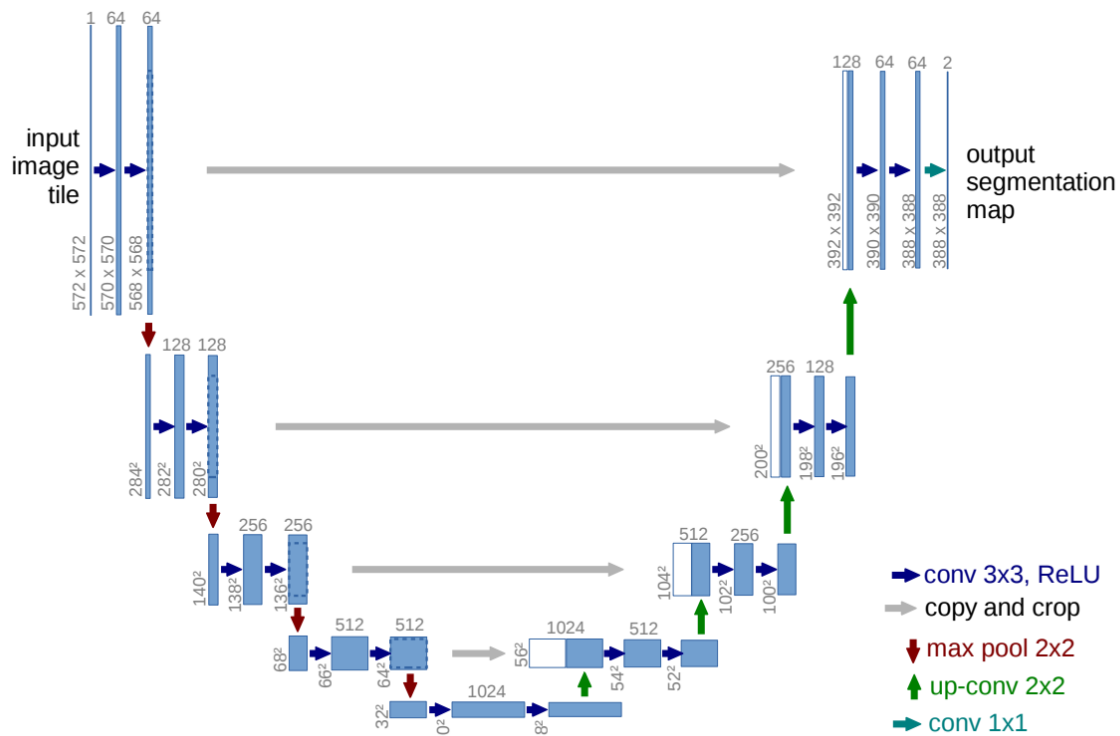 1
64
64
input
image
tile
572 x 572
570 x 570
568 x 568
128
64
64
2
output
segmentation
map
392 x 392
390 x 390
388 x 388
388 x 388
128
128
284²
282²
280²
256
128
200²
198²
196²
256
256
140²
138²
136²
512
256
104²
102²
100²
512
512
68²
66²
64²
1024
512
56²
54²
52²
1024
32²
0²
8²
conv 3x3, ReLU
copy and crop
max pool 2x2
up-conv 2x2
conv 1x1